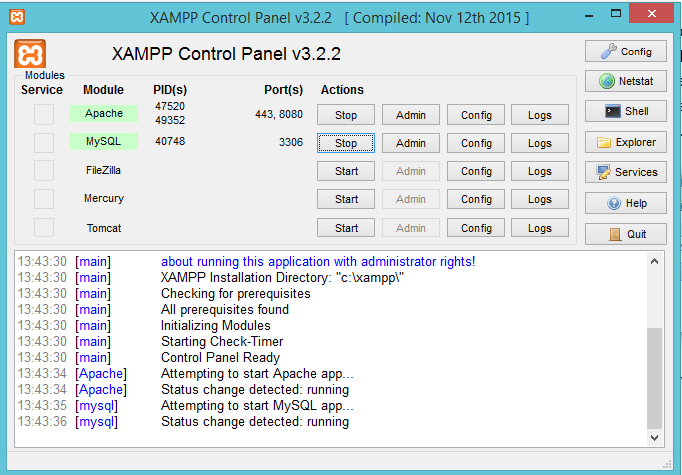 XAMPP Control Panel v3.2.2 [ Compiled: Nov 12th 2015 ]
XAMPP Control Panel v3.2.2
Config
Modules
Service Module PID(s) Port(s) Actions
Netstat
Apache 47520 49352 443, 8080 Stop Admin Config Logs
Shell
MySQL 40748 3306 Stop Admin Config Logs
Explorer
FileZilla Start Admin Config Logs
Services
Mercury Start Admin Config Logs
Help
Tomcat Start Admin Config Logs
Quit
13:43:30 [main] about running this application with administrator rights!
13:43:30 [main] XAMPP Installation Directory: "c:\xampp\"
13:43:30 [main] Checking for prerequisites
13:43:30 [main] All prerequisites found
13:43:30 [main] Initializing Modules
13:43:30 [main] Starting Check-Timer
13:43:30 [main] Control Panel Ready
13:43:34 [Apache] Attempting to start Apache app...
13:43:34 [Apache] Status change detected: running
13:43:35 [mysql] Attempting to start MySQL app...
13:43:36 [mysql] Status change detected: running